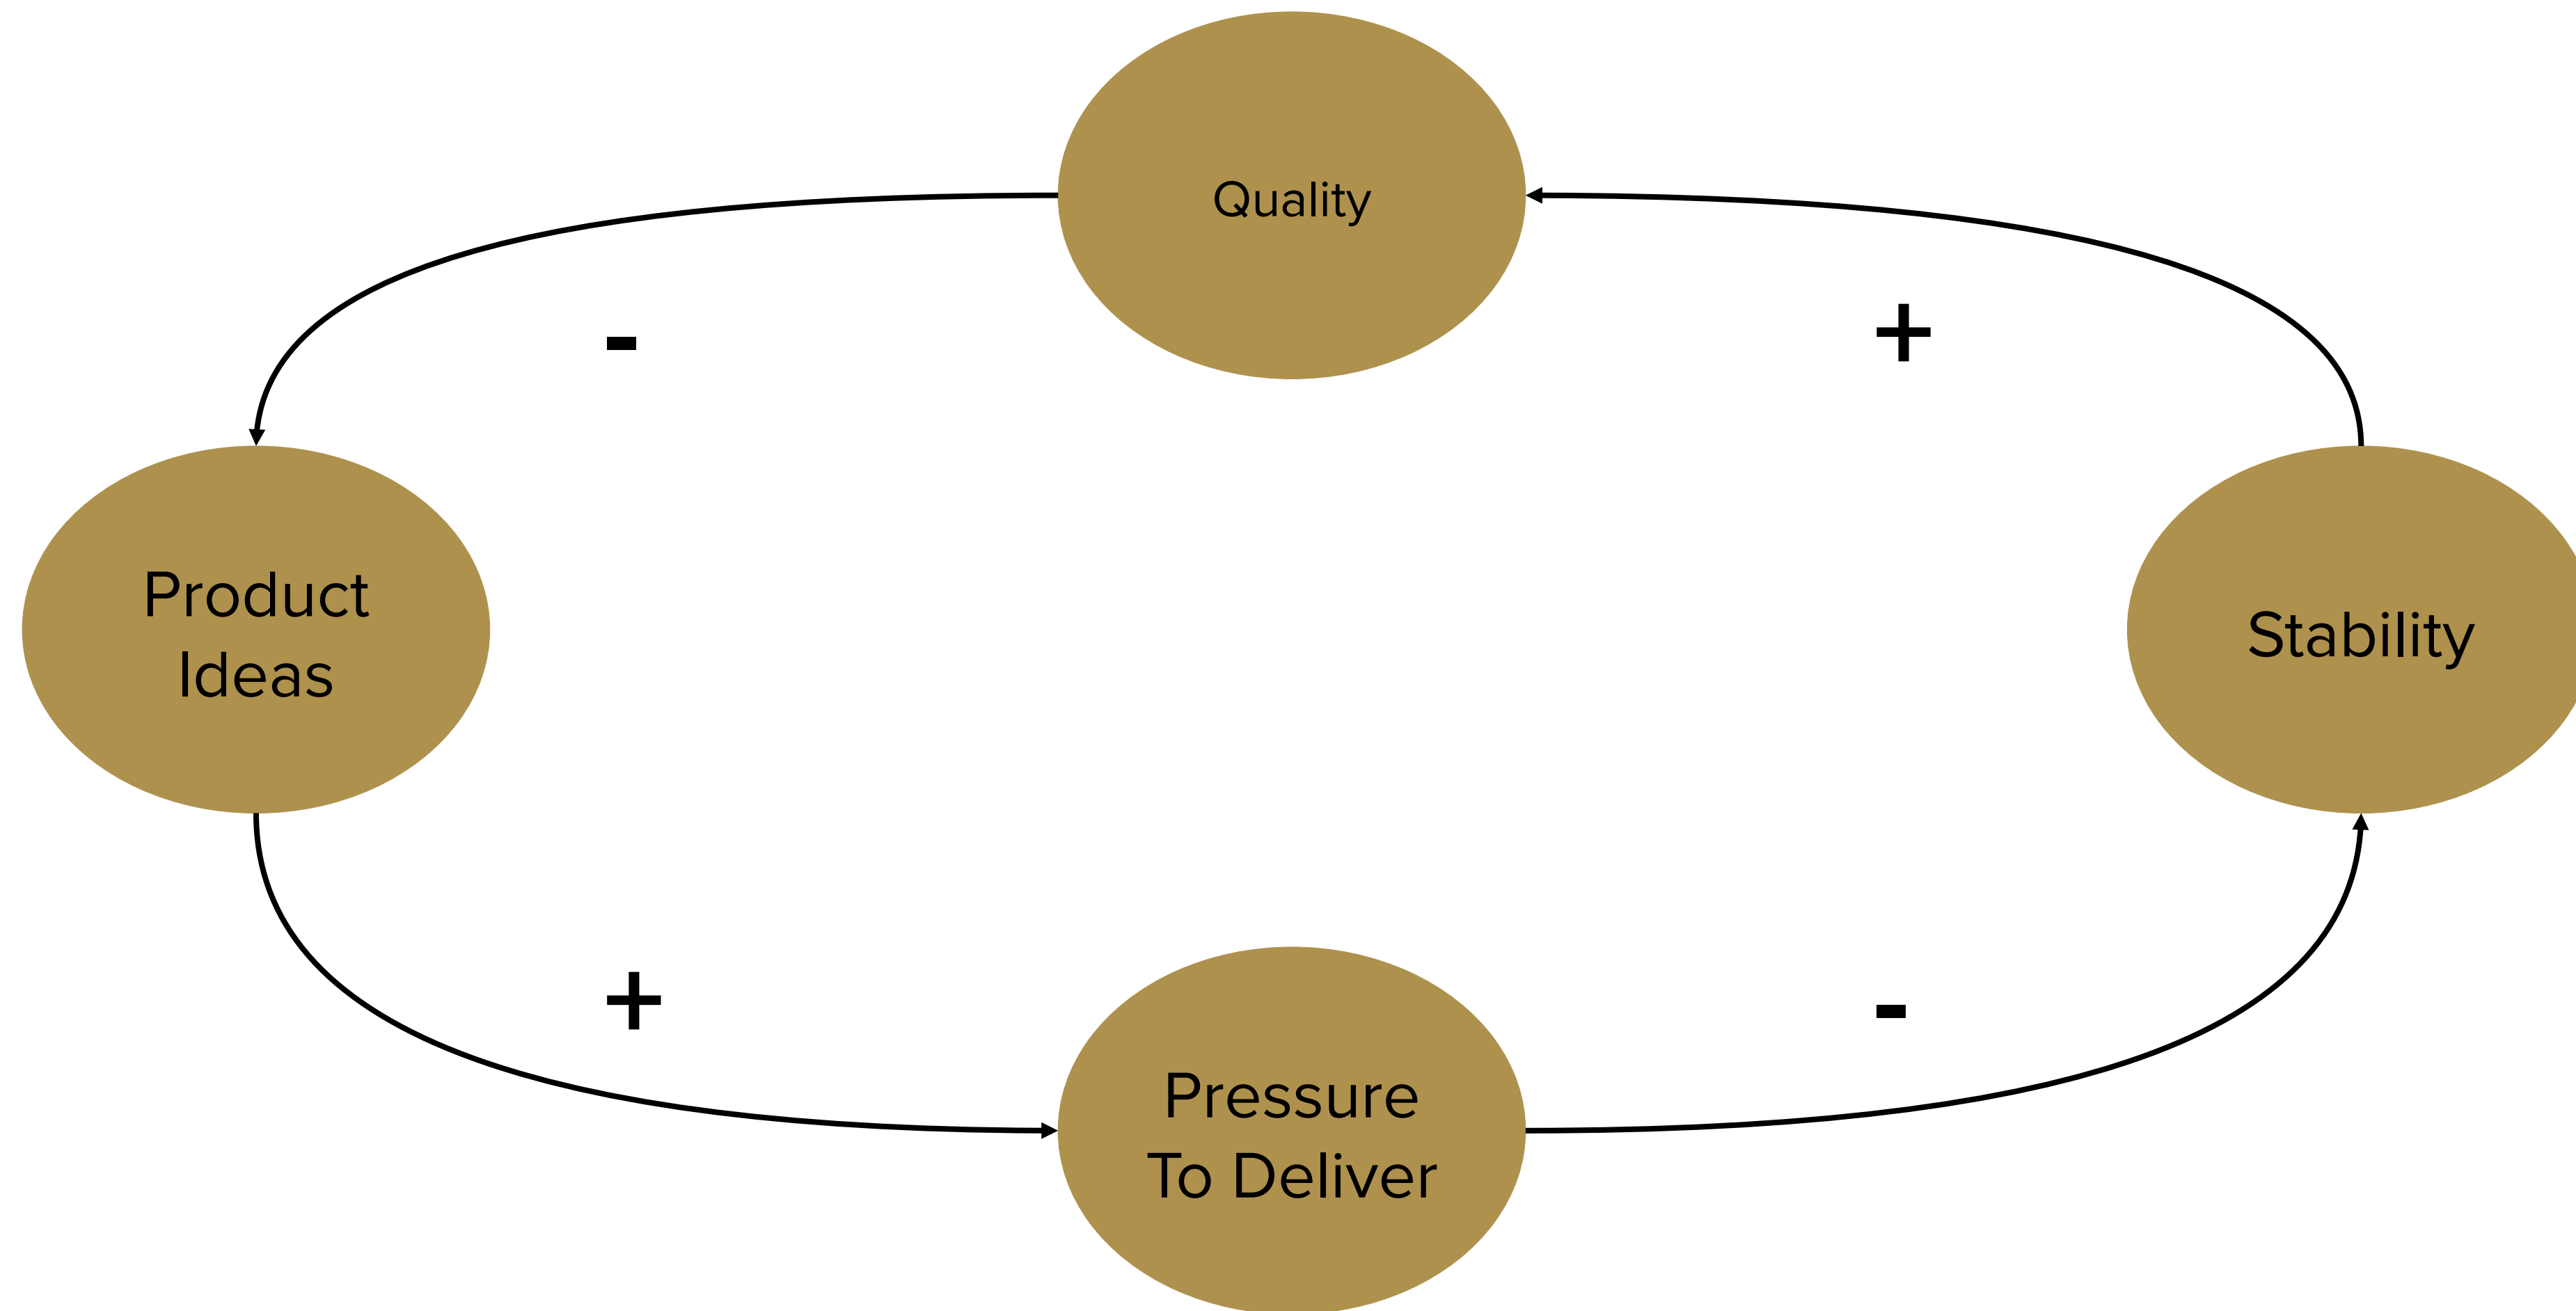 Quality
-
+
Product
Ideas
Stability
+
-
Pressure
To Deliver